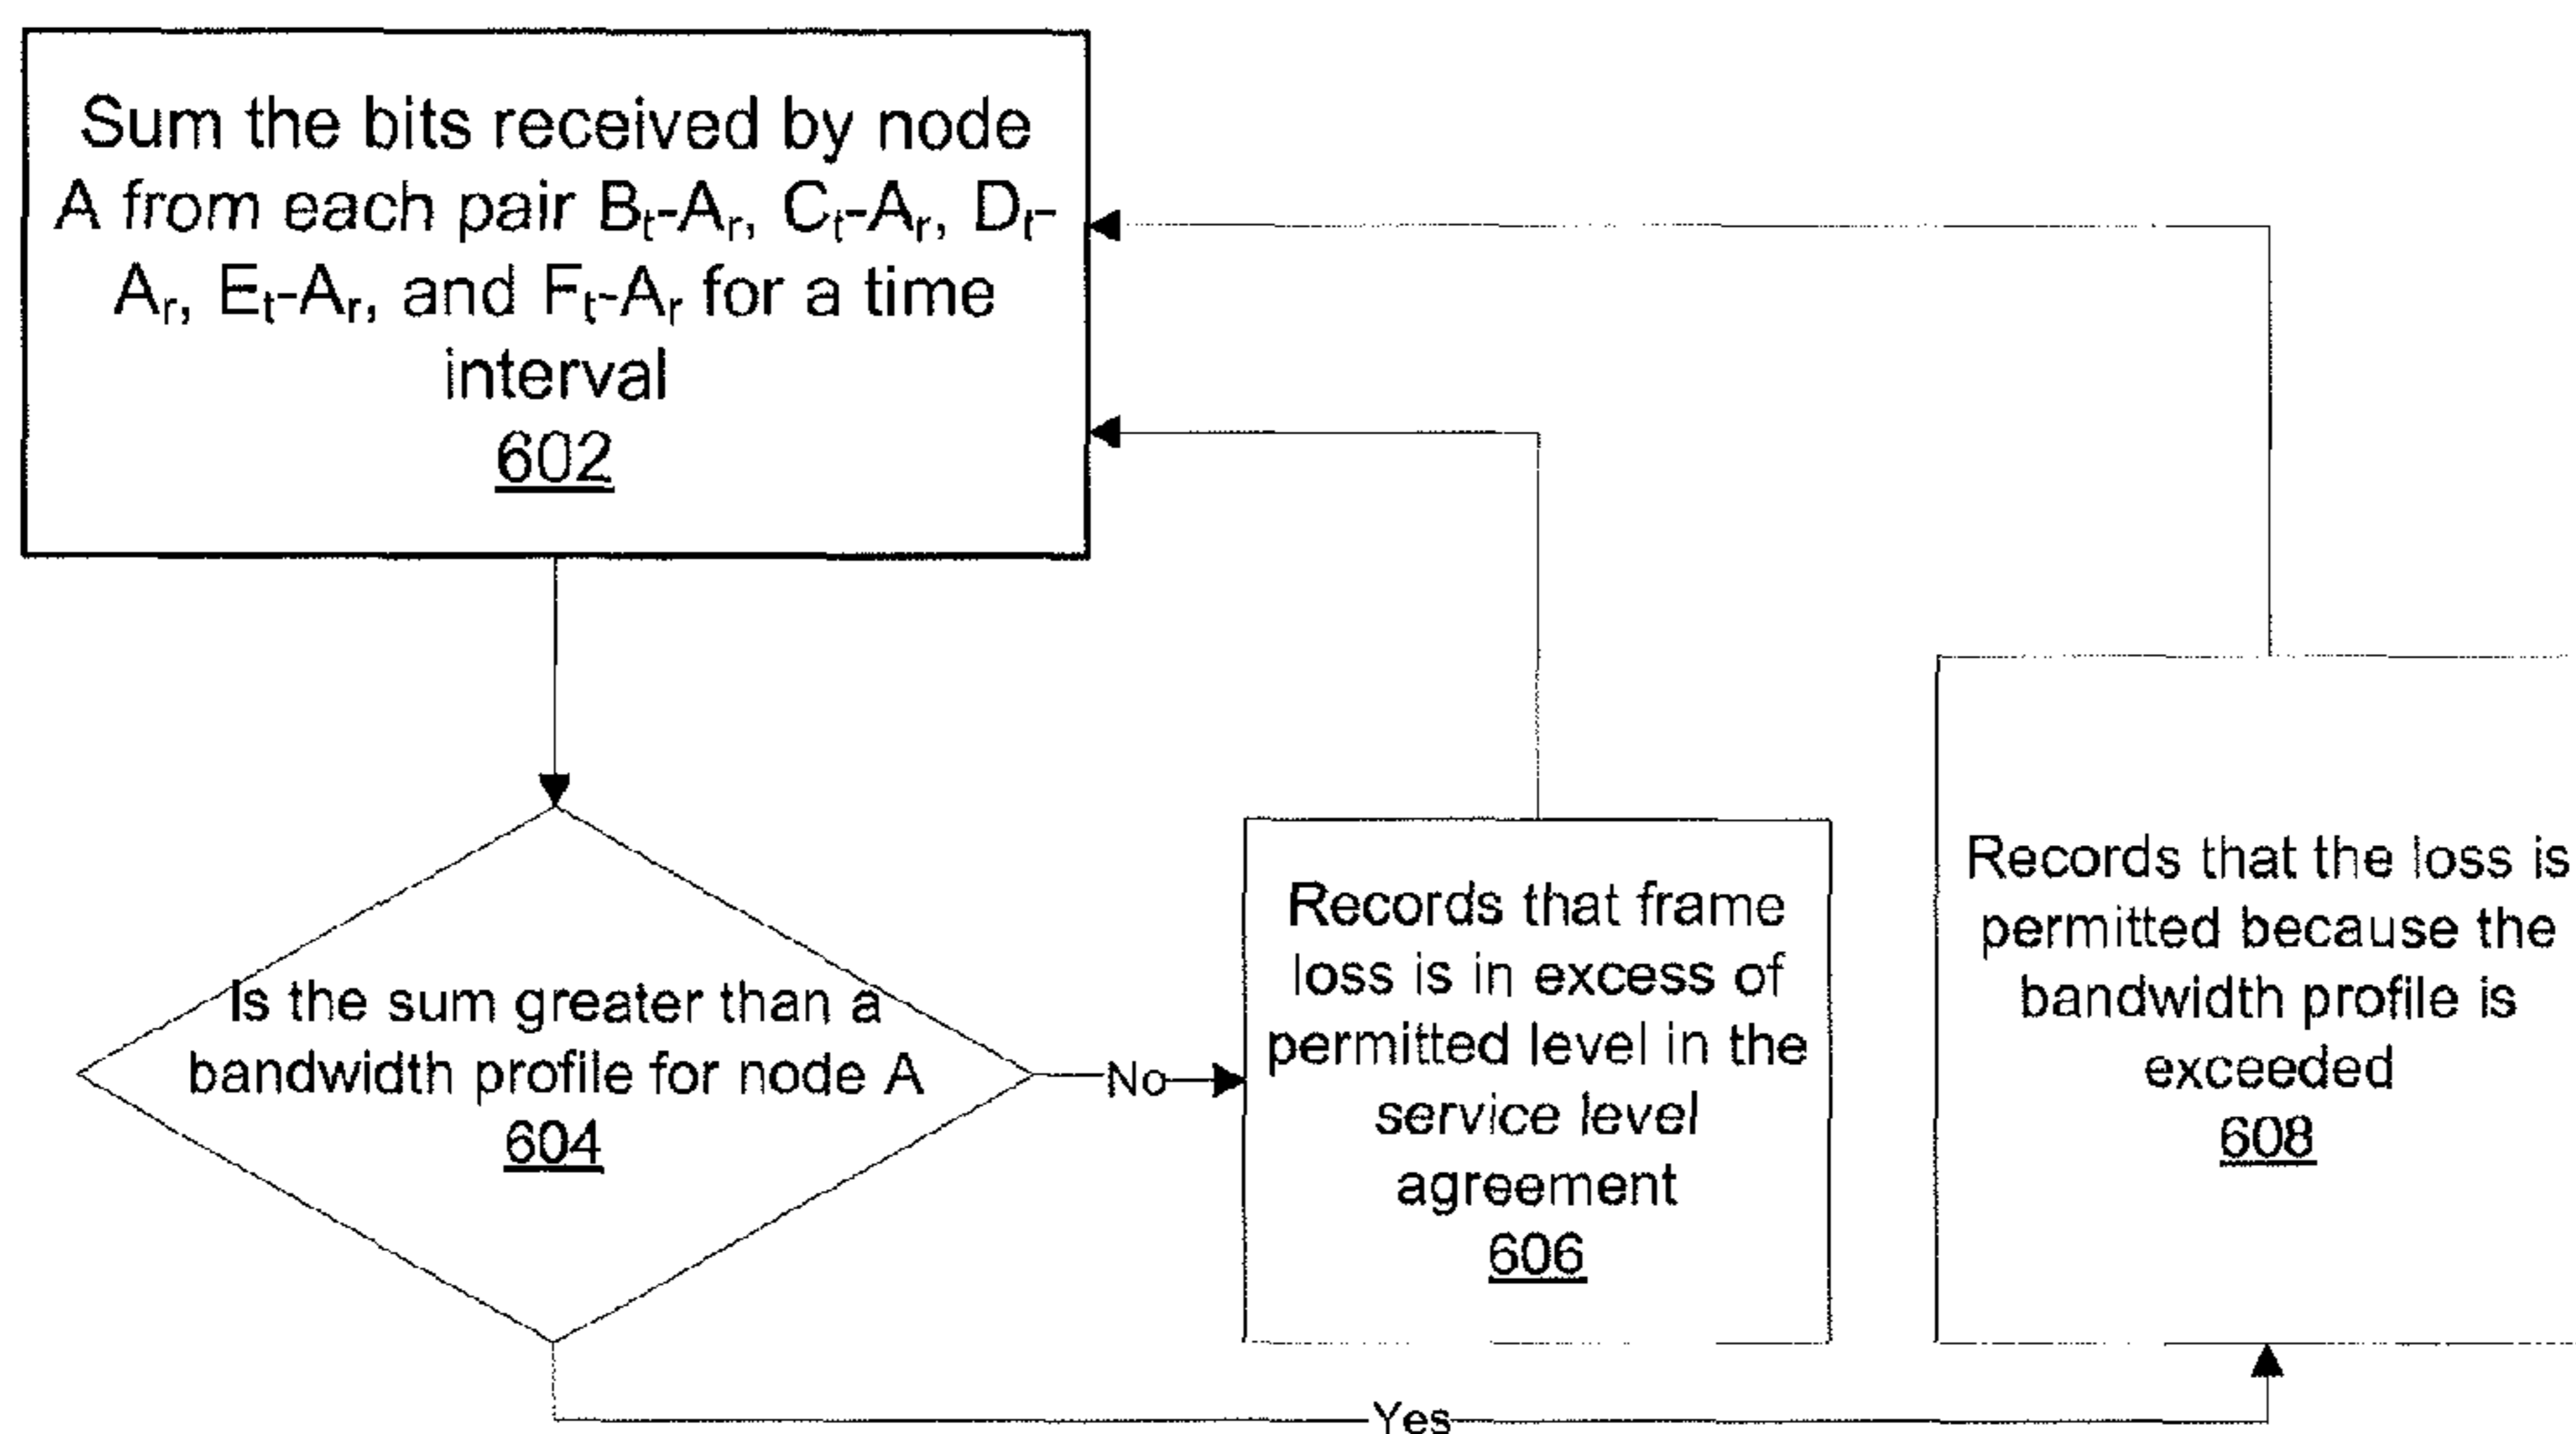 Sum the bits received by node
A from each pair Bt-Ar, Ct-Ar, Dt-
Ar, Et-Ar, and Ft-Ar for a time
interval
602
Is the sum greater than a
bandwidth profile for node A
604
No
Records that frame
loss is in excess of
permitted level in the
service level
agreement
606
Records that the loss is
permitted because the
bandwidth profile is
exceeded
608
Yes